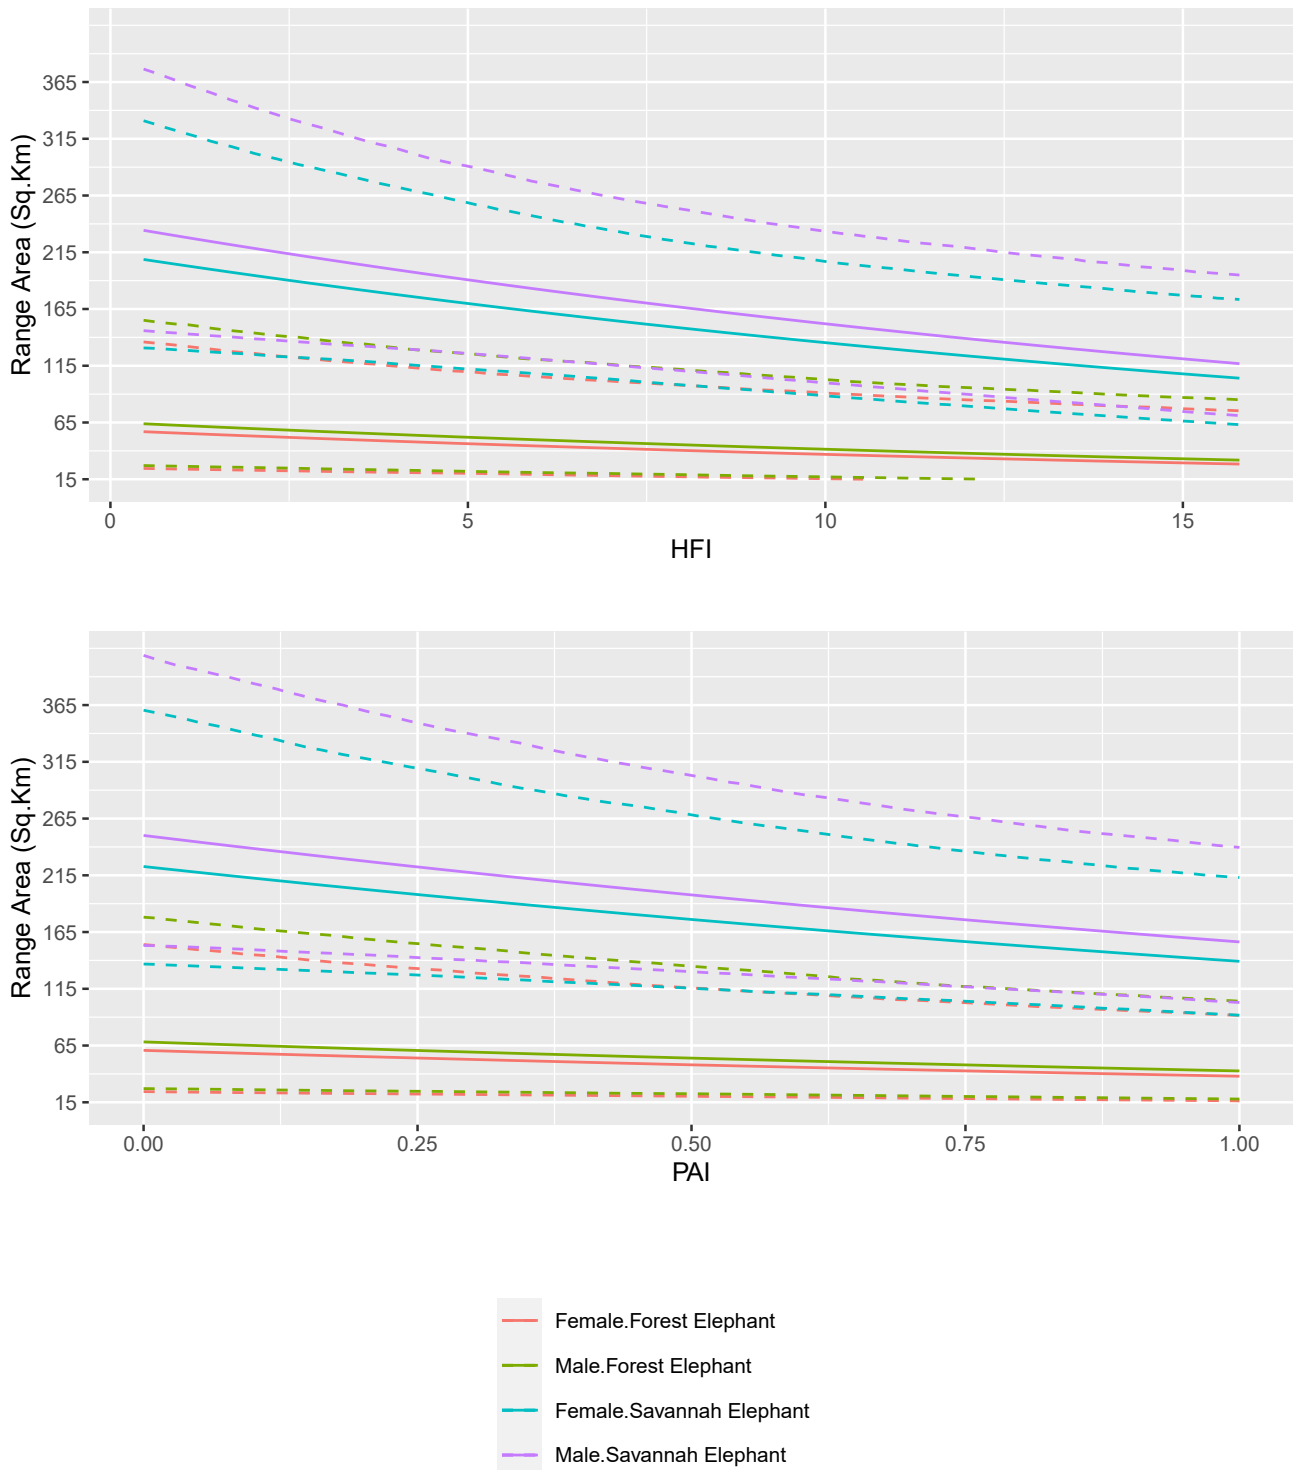 365
315
265
215
165
115
65
15
Range Area (Sq.Km)
0 5 10 15
HFI
365
315
265
215
165
115
65
15
Range Area (Sq.Km)
0.00 0.25 0.50 0.75 1.00
PAI
Female.Forest Elephant
Male.Forest Elephant
Female.Savannah Elephant
Male.Savannah Elephant